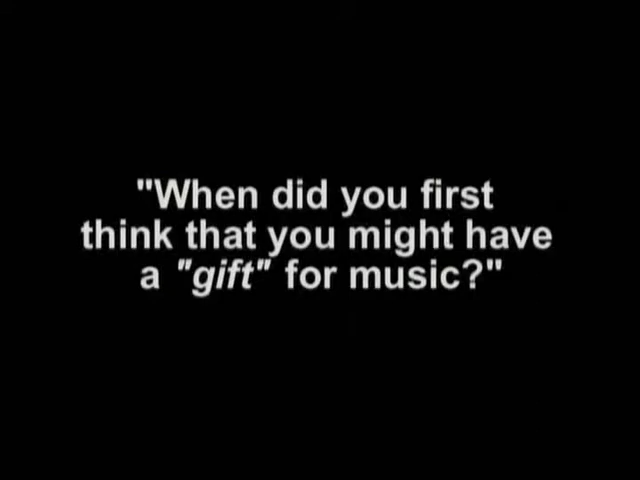 "When did you first
think that you might have
a "gift" for music?"